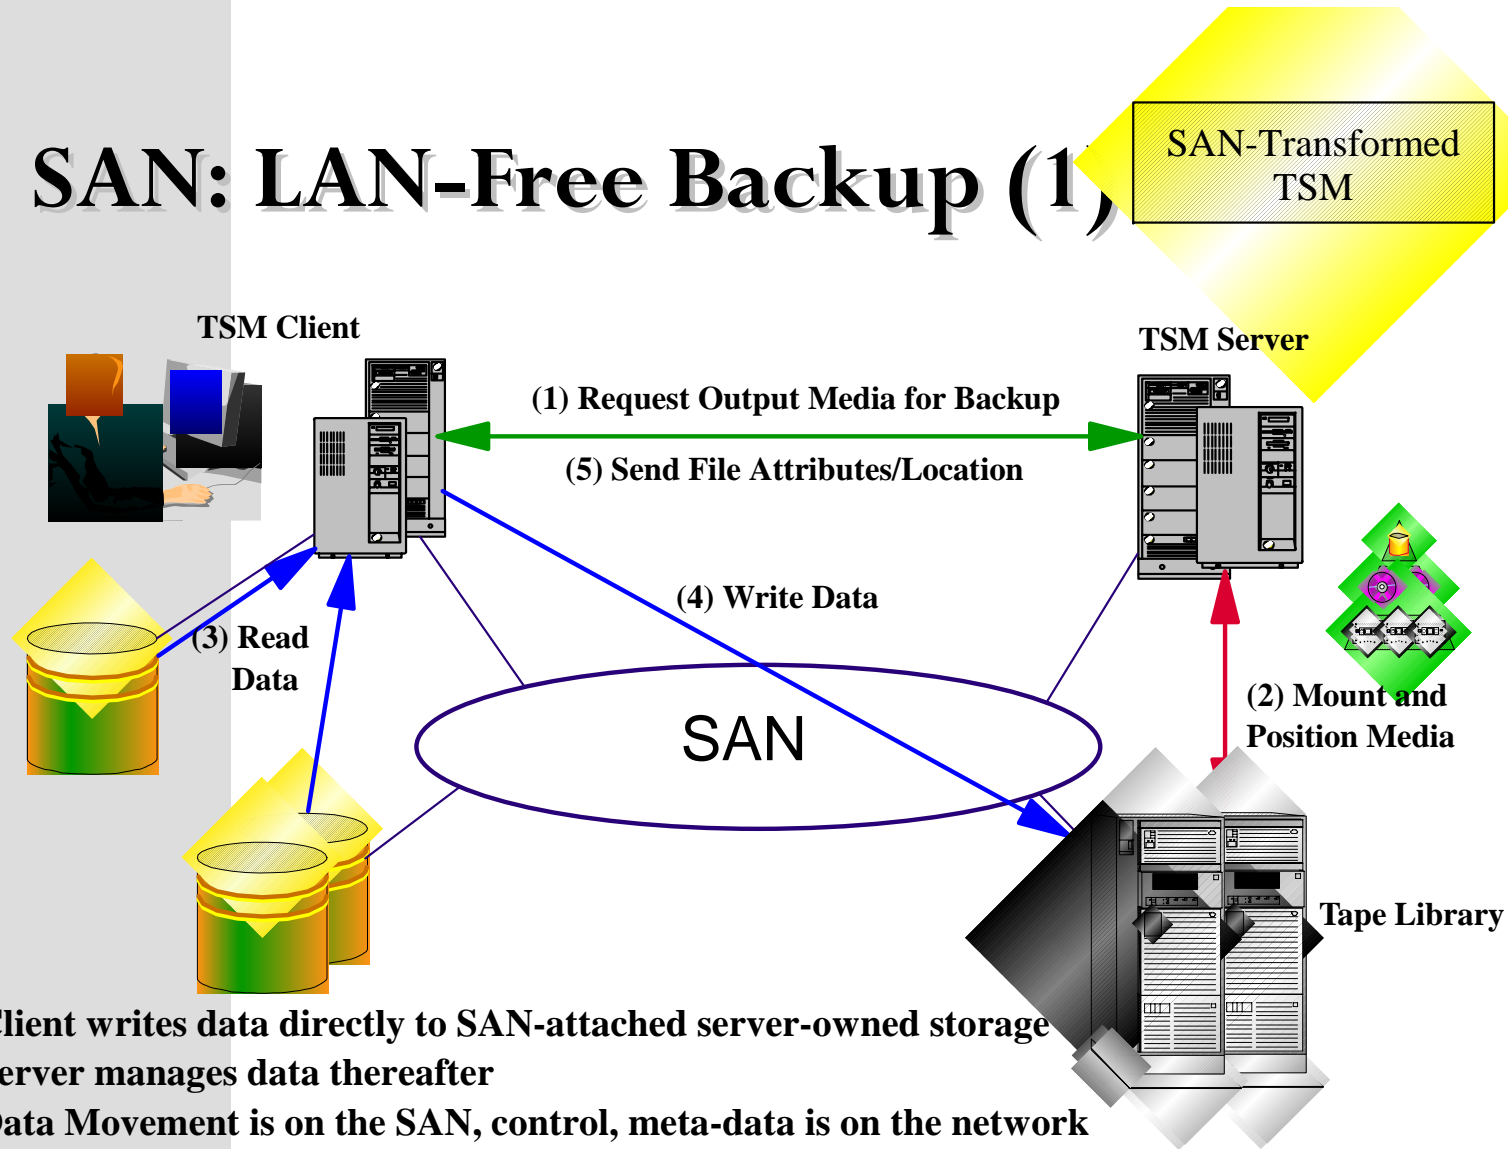 SAN: LAN-Free Backup (1)
SAN-Transformed
TSM
TSM Client
TSM Server
(1) Request Output Media for Backup
(5) Send File Attributes/Location
(4) Write Data
(3) Read
Data
SAN
(2) Mount and
Position Media
Tape Library
Client writes data directly to SAN-attached server-owned storage
erver manages data thereafter
Data Movement is on the SAN, control, meta-data is on the network